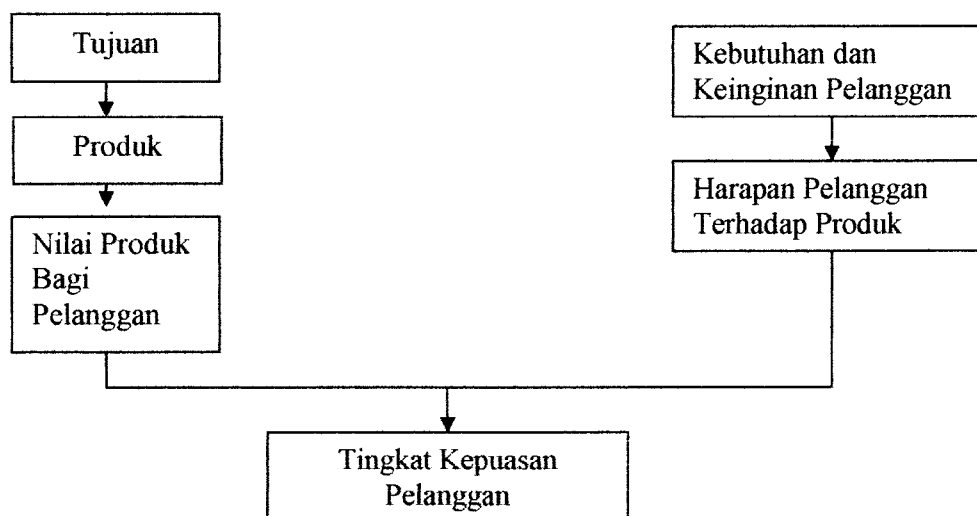 Tujuan
Produk
Nilai Produk
Bagi
Pelanggan
Kebutuhan dan
Keinginan Pelanggan
Harapan Pelanggan
Terhadap Produk
Tingkat Kepuasan
Pelanggan